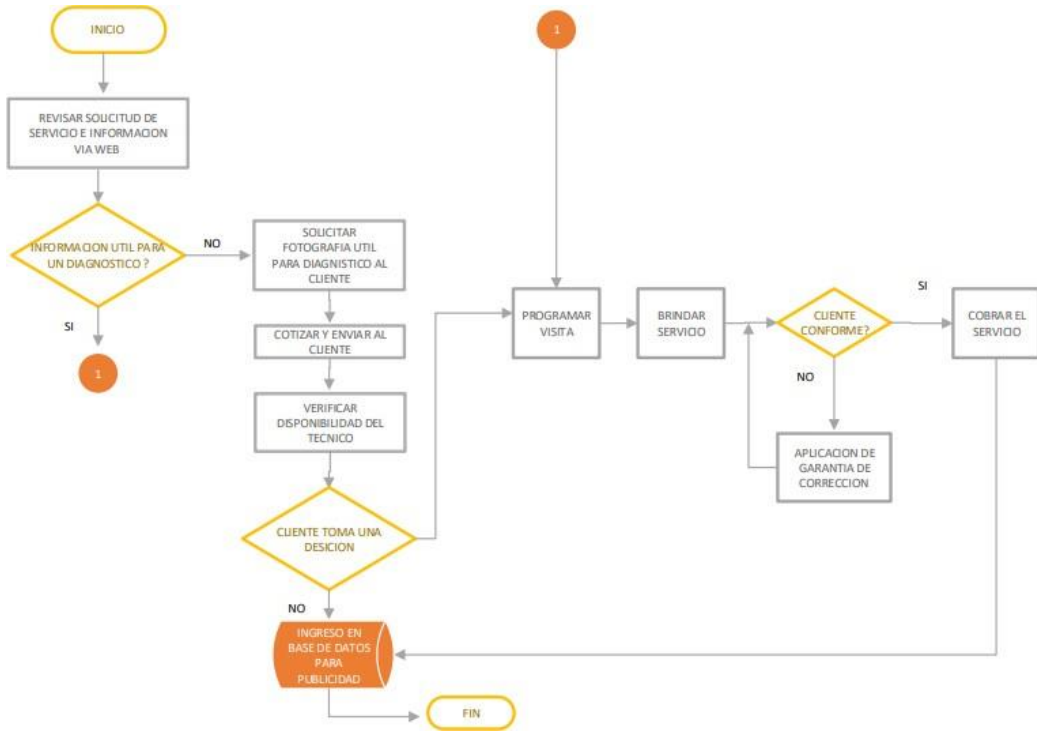 INICIO
1
REVISAR SOLICITUD DE
SERVICIO E INFORMACION
VIA WEB
INFORMACION UTIL PARA
UN DIAGNOSTICO ?
NO
SI
1
SOLICITAR
FOTOGRAFIA UTIL
PARA DIAGNISTICO AL
CLIENTE
COTIZAR Y ENVIAR AL
CLIENTE
VERIFICAR
DISPONIBILIDAD DEL
TECNICO
CLIENTE TOMA UNA
DESICION
NO
INGRESO EN
BASE DE DATOS
PARA
PUBLICIDAD
FIN
PROGRAMAR
VISITA
BRINDAR
SERVICIO
CLIENTE
CONFORME?
SI
NO
COBRAR EL
SERVICIO
APLICACION DE
GARANTIA DE
CORRECCION